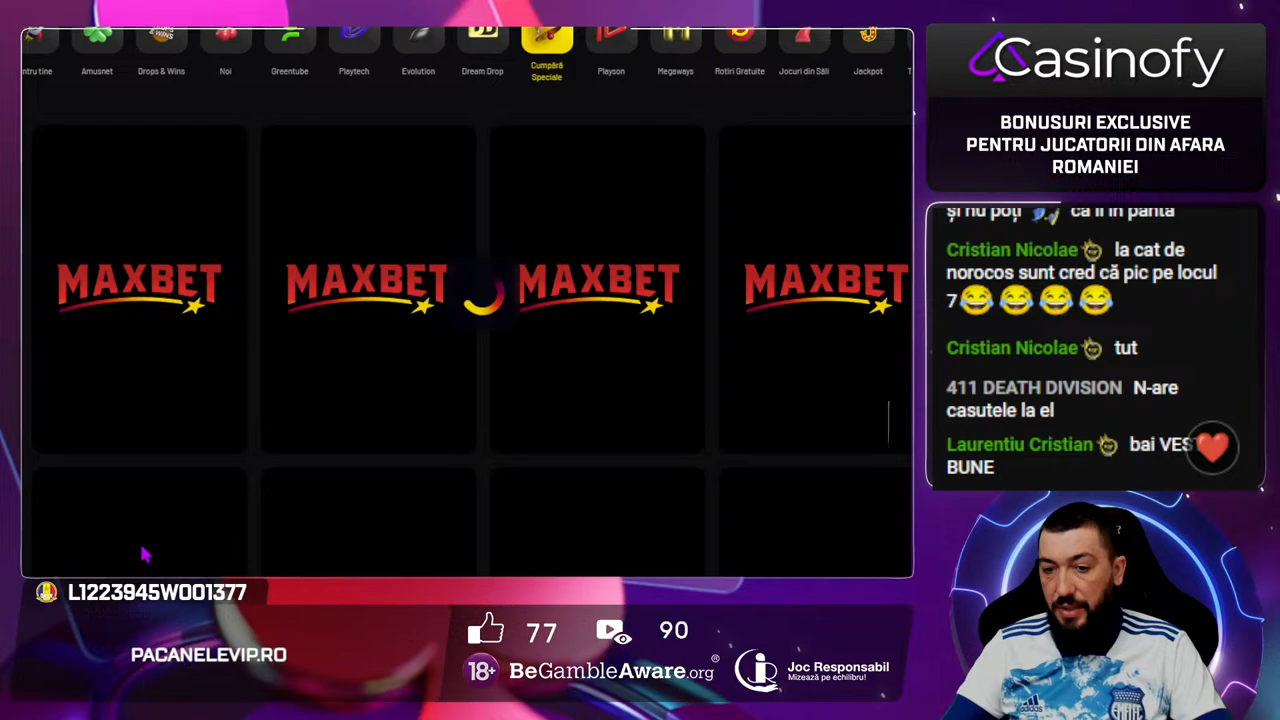 ntru tine
Amusnet
Drops & Wins
Noi
Greentube
Playtech
Evolution
Dream Drop
Cumpără
Speciale
Playson
Megaways
Rotiri Gratuite
Jocuri din Săli
Jackpot
MAXBET
MAXBET
MAXBET
MAXBET
Casinofy
BONUSURI EXCLUSIVE
PENTRU JUCATORII DIN AFARA
ROMANIEI
și nu poți ca îi în pantă
Cristian Nicolae la cat de
norocos sunt cred că pic pe locul
7😂😂😂😂
Cristian Nicolae tut
411 DEATH DIVISION N-are
casutele la el
Laurentiu Cristian bai VEST
BUNE
L1223945W001377
PACANELEVIP.RO
77
90
18+ BeGambleAware.org®
Joc Responsabil
Mizează pe echilibru!